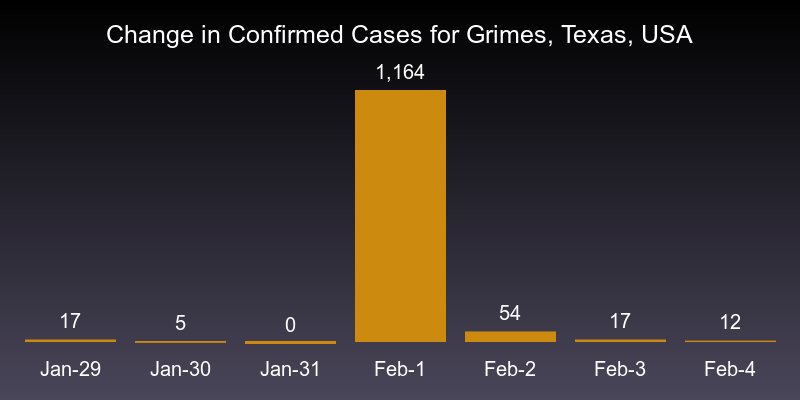 Change in Confirmed Cases for Grimes, Texas, USA
1,164
17
5
0
54
17
12
Jan-29
Jan-30
Jan-31
Feb-1
Feb-2
Feb-3
Feb-4